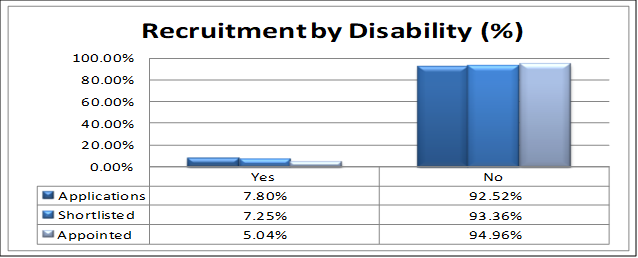 Recruitment by Disability (%)
100.00%
80.00%
60.00%
40.00%
20.00%
0.00%
Yes No
Applications 7.80% 92.52%
Shortlisted 7.25% 93.36%
Appointed 5.04% 94.96%